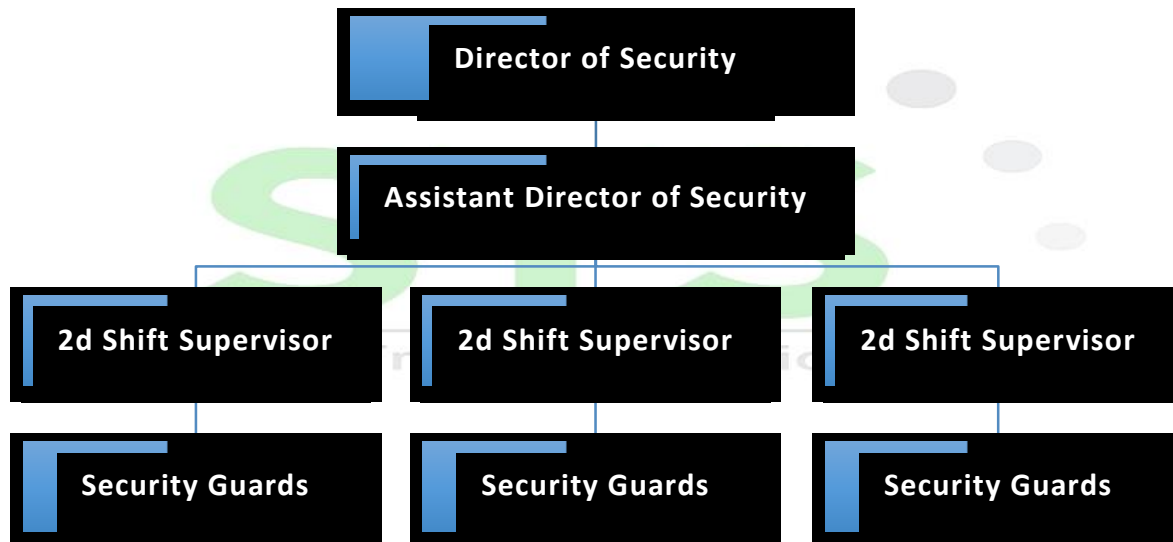 Director of Security
Assistant Director of Security
2d Shift Supervisor
2d Shift Supervisor
2d Shift Supervisor
Security Guards
Security Guards
Security Guards